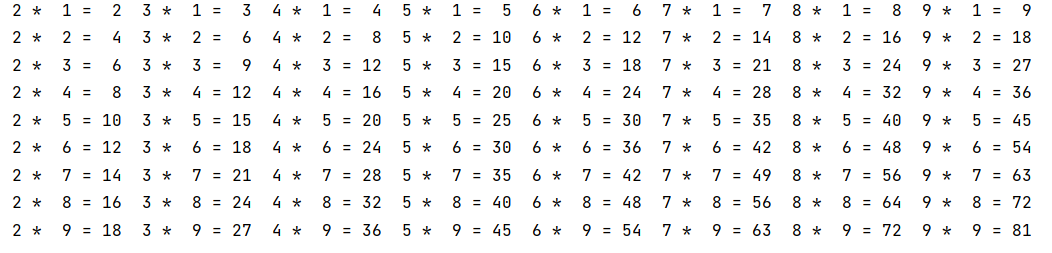 2 *  1 =  2  3 *  1 =  3  4 *  1 =  4  5 *  1 =  5  6 *  1 =  6  7 *  1 =  7  8 *  1 =  8  9 *  1 =  9
2 *  2 =  4  3 *  2 =  6  4 *  2 =  8  5 *  2 = 10  6 *  2 = 12  7 *  2 = 14  8 *  2 = 16  9 *  2 = 18
2 *  3 =  6  3 *  3 =  9  4 *  3 = 12  5 *  3 = 15  6 *  3 = 18  7 *  3 = 21  8 *  3 = 24  9 *  3 = 27
2 *  4 =  8  3 *  4 = 12  4 *  4 = 16  5 *  4 = 20  6 *  4 = 24  7 *  4 = 28  8 *  4 = 32  9 *  4 = 36
2 *  5 = 10  3 *  5 = 15  4 *  5 = 20  5 *  5 = 25  6 *  5 = 30  7 *  5 = 35  8 *  5 = 40  9 *  5 = 45
2 *  6 = 12  3 *  6 = 18  4 *  6 = 24  5 *  6 = 30  6 *  6 = 36  7 *  6 = 42  8 *  6 = 48  9 *  6 = 54
2 *  7 = 14  3 *  7 = 21  4 *  7 = 28  5 *  7 = 35  6 *  7 = 42  7 *  7 = 49  8 *  7 = 56  9 *  7 = 63
2 *  8 = 16  3 *  8 = 24  4 *  8 = 32  5 *  8 = 40  6 *  8 = 48  7 *  8 = 56  8 *  8 = 64  9 *  8 = 72
2 *  9 = 18  3 *  9 = 27  4 *  9 = 36  5 *  9 = 45  6 *  9 = 54  7 *  9 = 63  8 *  9 = 72  9 *  9 = 81